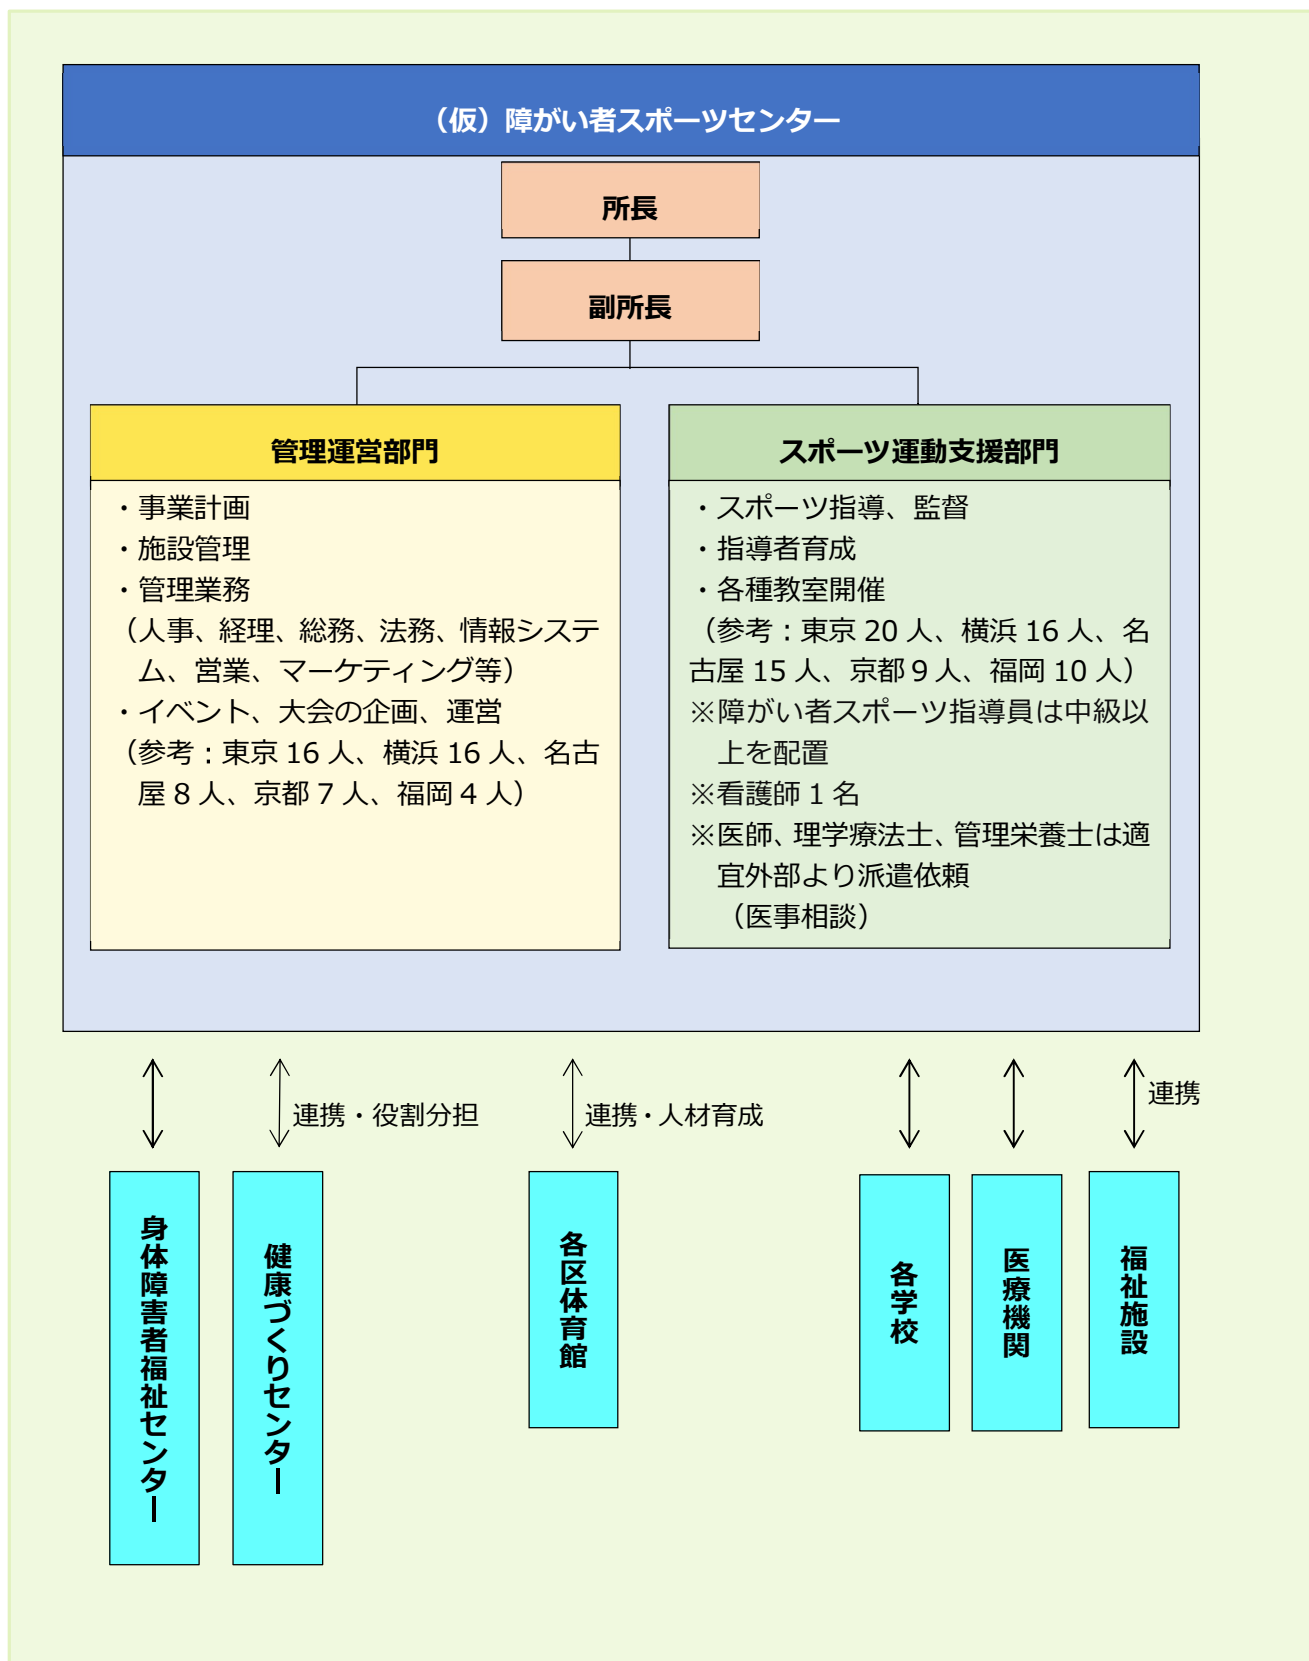 （仮）障がい者スポーツセンター
所長
副所長
管理運営部門
・事業計画
・施設管理
・管理業務
（人事、経理、総務、法務、情報システ
ム、営業、マーケティング等）
・イベント、大会の企画、運営
（参考：東京 16 人、横浜 16 人、名古
屋 8 人、京都 7 人、福岡 4 人）
スポーツ運動支援部門
・スポーツ指導、監督
・指導者育成
・各種教室開催
（参考：東京 20 人、横浜 16 人、名
古屋 15 人、京都 9 人、福岡 10 人）
※障がい者スポーツ指導員は中級以
上を配置
※看護師 1 名
※医師、理学療法士、管理栄養士は適
宜外部より派遣依頼
（医事相談）
連携・役割分担
連携・人材育成
連携
身体障害者福祉センター
健康づくりセンター
各区体育館
各学校
医療機関
福祉施設